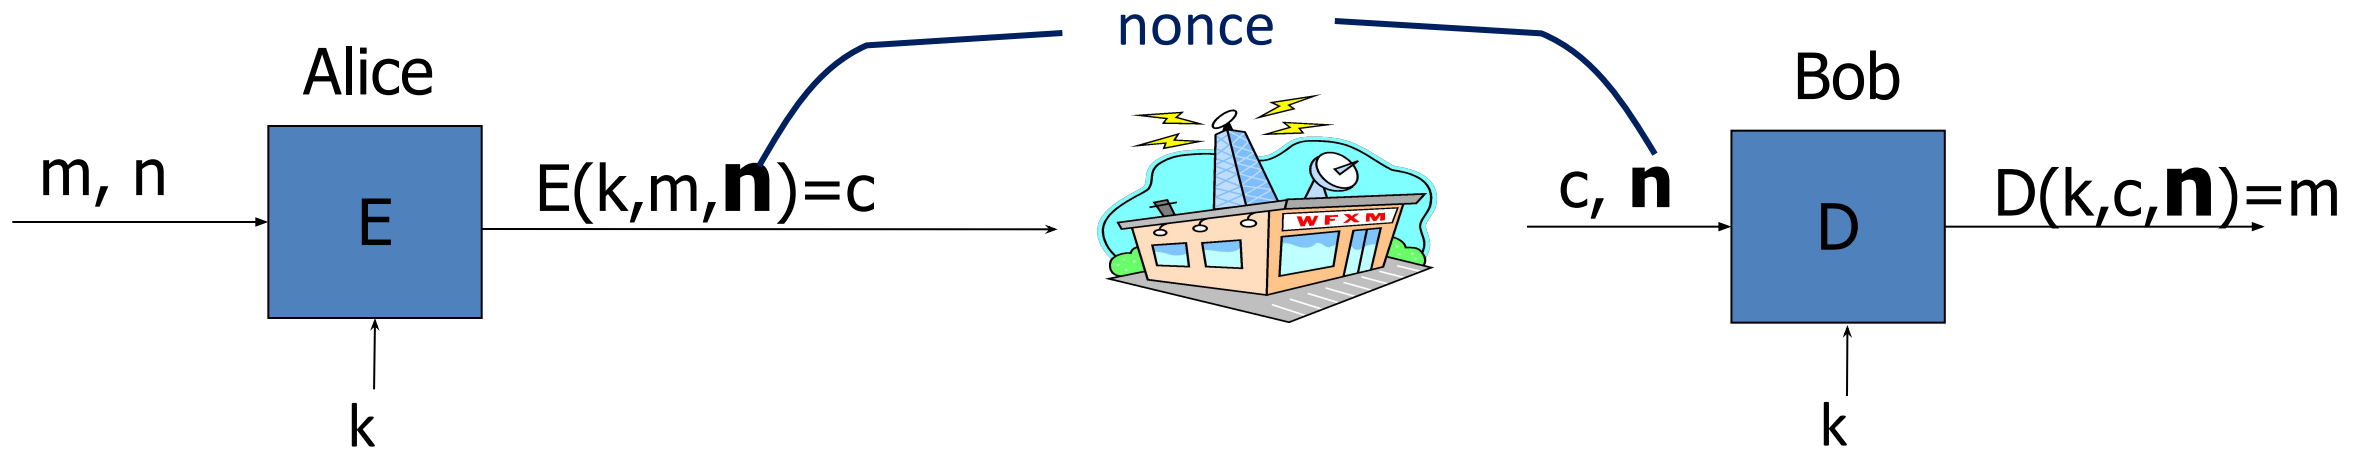 nonce
Alice
Bob
m, n
E
E(k,m,n)=c
WFXM
c, n
D
D(k,c,n)=m
k
k